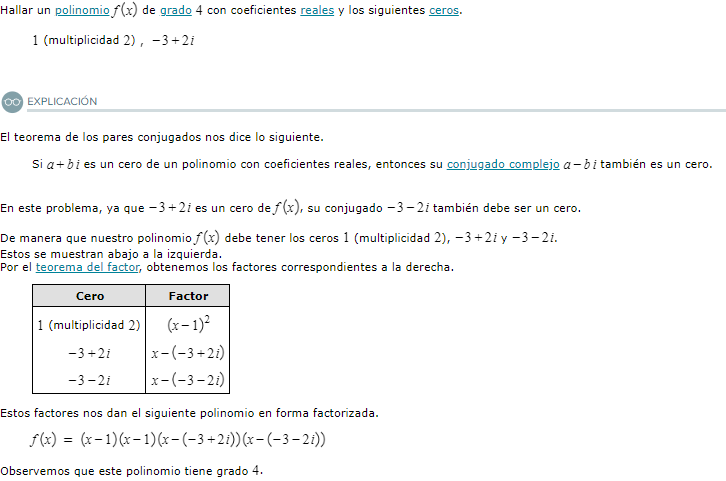 Hallar un polinomio f(x) de grado 4 con coeficientes reales y los siguientes ceros.
1 (multiplicidad 2) , −3+2i
EXPLICACIÓN
El teorema de los pares conjugados nos dice lo siguiente.
Si a+bi es un cero de un polinomio con coeficientes reales, entonces su conjugado complejo a−bi también es un cero.
En este problema, ya que −3+2i es un cero de f(x), su conjugado −3−2i también debe ser un cero.
De manera que nuestro polinomio f(x) debe tener los ceros 1 (multiplicidad 2), −3+2i y −3−2i.
Estos se muestran abajo a la izquierda.
Por el teorema del factor, obtenemos los factores correspondientes a la derecha.
Cero Factor
1 (multiplicidad 2) (x−1)²
−3+2i x−(−3+2i)
−3−2i x−(−3−2i)
Estos factores nos dan el siguiente polinomio en forma factorizada.
f(x) = (x−1)(x−1)(x−(−3+2i))(x−(−3−2i))
Observemos que este polinomio tiene grado 4.